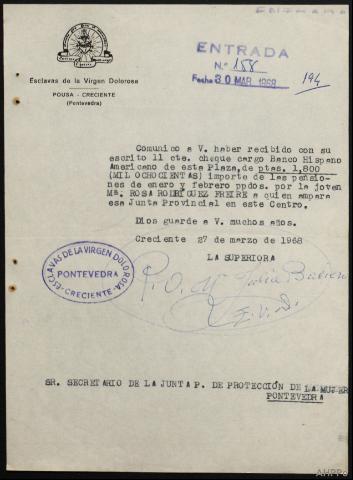 ENTRADA
Nº 158
Fecha 30 MAR. 1968
194
Esclavas de la Virgen Dolorosa
POUSA - CRECIENTE
(Pontevedra)
Comunico a V. haber recibido con su
escrito 11 cte. cheque cargo Banco Hispano
Americano de esta Plaza, de ptas. 1,800
(MIL OCHOCIENTAS) importe de las pensio-
nes de enero y febrero ppdos. por la joven
Mª. ROSA RODRIGUEZ FREIRE a quien ampara
esa Junta Provincial en este Centro.
Dios guarde a V. muchos años.
Creciente 27 de marzo de 1968
LA SUPERIORA
ESCLAVAS DE LA VIRGEN DOLOROSA
PONTEVEDRA
-CRECIENTE-
P.O. Mª Julia
E.V.D.
SR. SECRETARIO DE LA JUNTA P. DE PROTECCIÓN DE LA MUJER
PONTEVEDRA
AHPPo